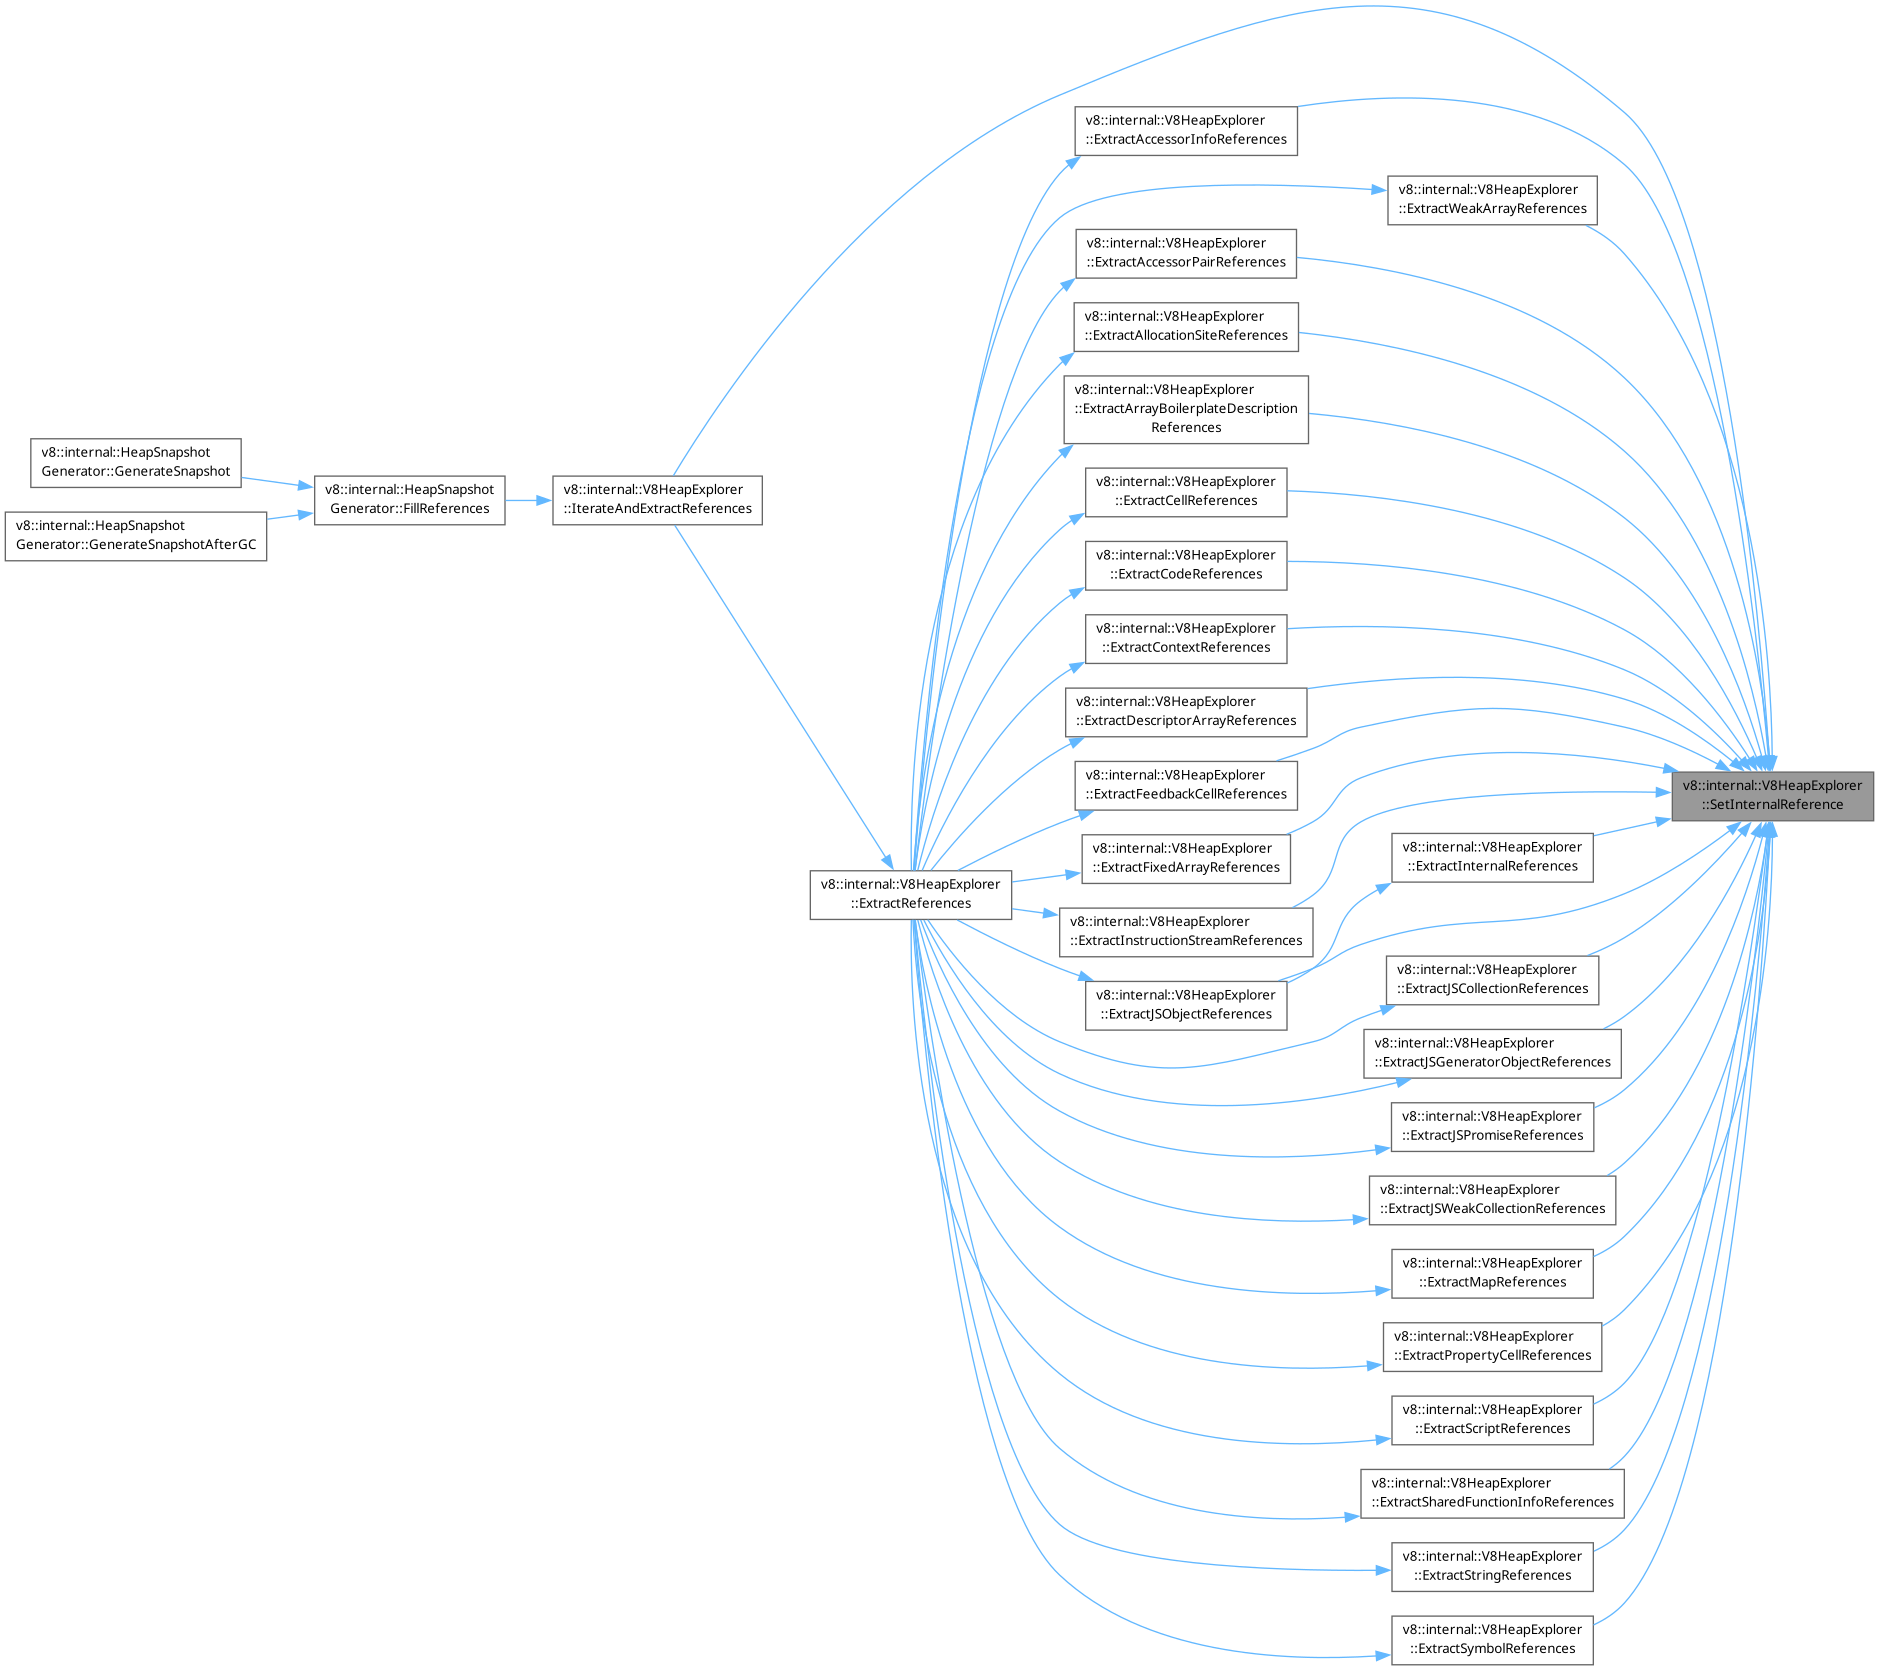 v8::internal::V8HeapExplorer
::ExtractAccessorInfoReferences
v8::internal::V8HeapExplorer
::ExtractWeakArrayReferences
v8::internal::V8HeapExplorer
::ExtractAccessorPairReferences
v8::internal::V8HeapExplorer
::ExtractAllocationSiteReferences
v8::internal::V8HeapExplorer
::ExtractArrayBoilerplateDescription
References
v8::internal::HeapSnapshot
Generator::GenerateSnapshot
v8::internal::HeapSnapshot
Generator::GenerateSnapshotAfterGC
v8::internal::HeapSnapshot
Generator::FillReferences
v8::internal::V8HeapExplorer
::IterateAndExtractReferences
v8::internal::V8HeapExplorer
::ExtractCellReferences
v8::internal::V8HeapExplorer
::ExtractCodeReferences
v8::internal::V8HeapExplorer
::ExtractContextReferences
v8::internal::V8HeapExplorer
::ExtractDescriptorArrayReferences
v8::internal::V8HeapExplorer
::ExtractFeedbackCellReferences
v8::internal::V8HeapExplorer
::SetInternalReference
v8::internal::V8HeapExplorer
::ExtractFixedArrayReferences
v8::internal::V8HeapExplorer
::ExtractInternalReferences
v8::internal::V8HeapExplorer
::ExtractReferences
v8::internal::V8HeapExplorer
::ExtractInstructionStreamReferences
v8::internal::V8HeapExplorer
::ExtractJSCollectionReferences
v8::internal::V8HeapExplorer
::ExtractJSObjectReferences
v8::internal::V8HeapExplorer
::ExtractJSGeneratorObjectReferences
v8::internal::V8HeapExplorer
::ExtractJSPromiseReferences
v8::internal::V8HeapExplorer
::ExtractJSWeakCollectionReferences
v8::internal::V8HeapExplorer
::ExtractMapReferences
v8::internal::V8HeapExplorer
::ExtractPropertyCellReferences
v8::internal::V8HeapExplorer
::ExtractScriptReferences
v8::internal::V8HeapExplorer
::ExtractSharedFunctionInfoReferences
v8::internal::V8HeapExplorer
::ExtractStringReferences
v8::internal::V8HeapExplorer
::ExtractSymbolReferences